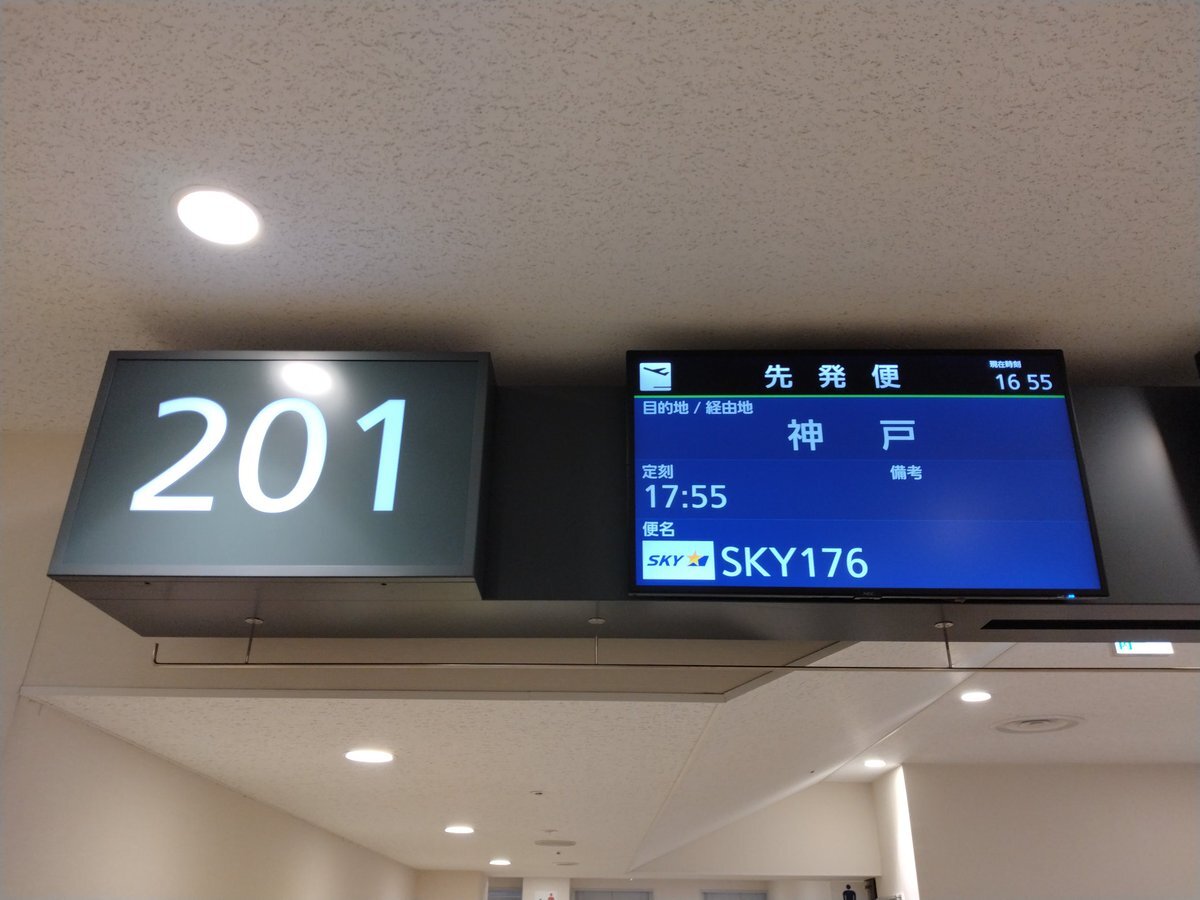 201
先発便
現在時刻
16 55
目的地 / 経由地
神戸
定刻
備考
17:55
便名
SKY
SKY176
NEC